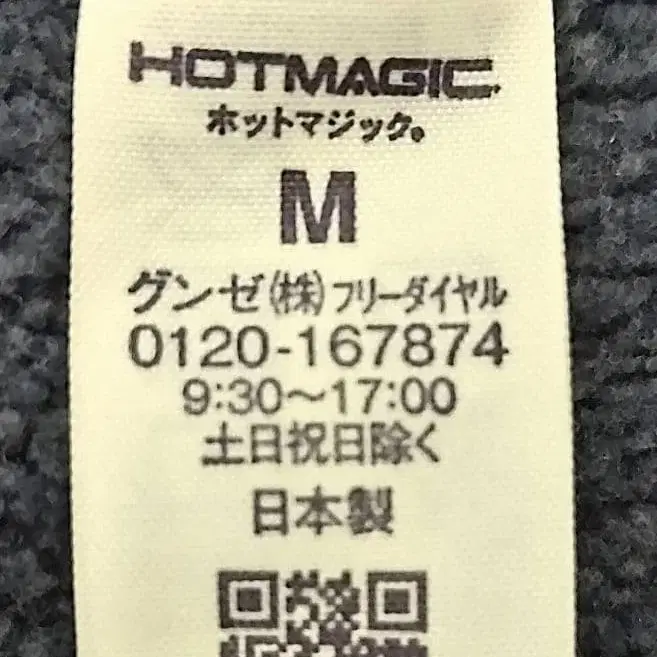 HOTMAGIC
ホットマジック。
M
グンゼ(株)フリーダイヤル
0120-167874
9:30〜17:00
土日祝日除く
日本製